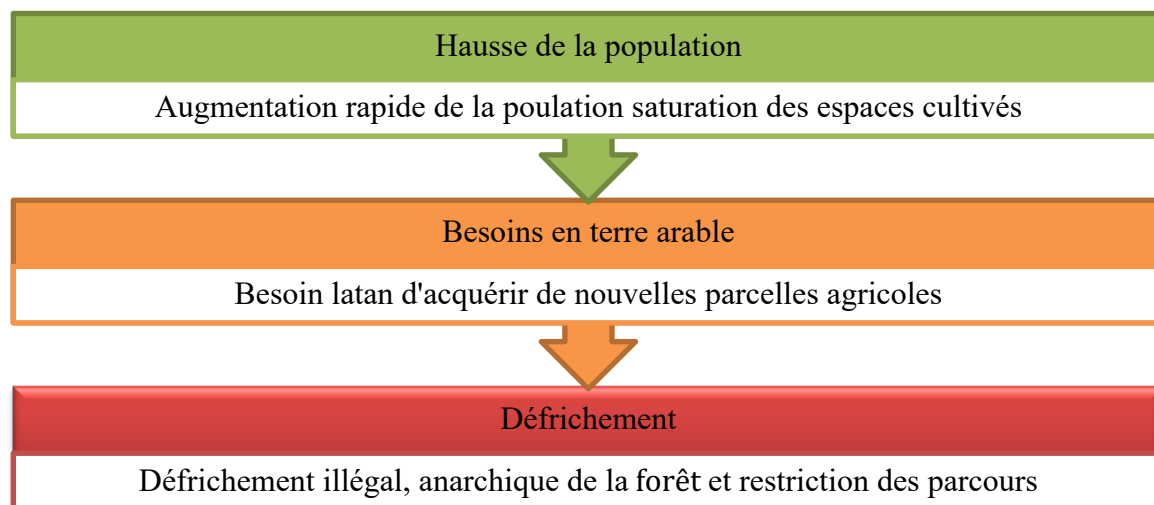 Hausse de la population
Augmentation rapide de la poulation saturation des espaces cultivés
Besoins en terre arable
Besoin latan d'acquérir de nouvelles parcelles agricoles
Défrichement
Défrichement illégal, anarchique de la forêt et restriction des parcours